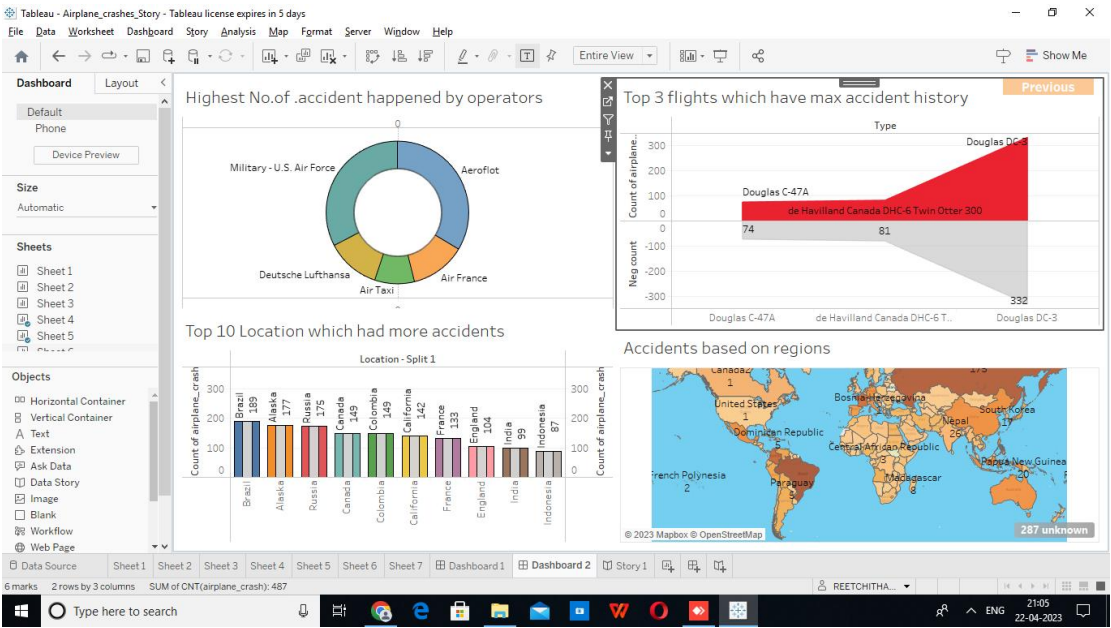 Tableau - Airplane_crashes_Story - Tableau license expires in 5 days
File Data Worksheet Dashboard Story Analysis Map Format Server Window Help
Entire View
Show Me
Dashboard Layout
Default
Phone
Device Preview
Size
Automatic
Sheets
Sheet 1
Sheet 2
Sheet 3
Sheet 4
Sheet 5
Objects
Horizontal Container
Vertical Container
A Text
Extension
Ask Data
Data Story
Image
Blank
Workflow
Web Page
Highest No.of .accident happened by operators
0
Military - U.S. Air Force
Aeroflot
Deutsche Lufthansa
Air France
Air Taxi
Previous
Top 3 flights which have max accident history
Type
Count of airplane..
300
200
100
0
Douglas DC-3
Douglas C-47A
de Havilland Canada DHC-6 Twin Otter 300
Neg count
0
-100
-200
-300
74
81
332
Douglas C-47A
de Havilland Canada DHC-6 T..
Douglas DC-3
Top 10 Location which had more accidents
Location - Split 1
Count of airplane_crash
300
200
100
0
Brazil 189
Alaska 177
Russia 175
Canada 149
Colombia 149
California 142
France 133
England 104
India 99
Indonesia 87
300
200
100
0
Count of airplane_crash
Brazil
Alaska
Russia
Canada
Colombia
California
France
England
India
Indonesia
Accidents based on regions
175
1
United States
1
Bosnia-Herzegovina
1
South Korea
17
Nepal
26
Dominican Republic
5
Central African Republic
3
Papua New Guinea
20
French Polynesia
2
Paraguay
5
Madagascar
8
© 2023 Mapbox © OpenStreetMap
287 unknown
Data Source Sheet 1 Sheet 2 Sheet 3 Sheet 4 Sheet 5 Sheet 6 Sheet 7 Dashboard 1 Dashboard 2 Story 1
6 marks 2 rows by 3 columns SUM of CNT(airplane_crash): 487
REETCHITHA...
Type here to search
ENG
21:05
22-04-2023